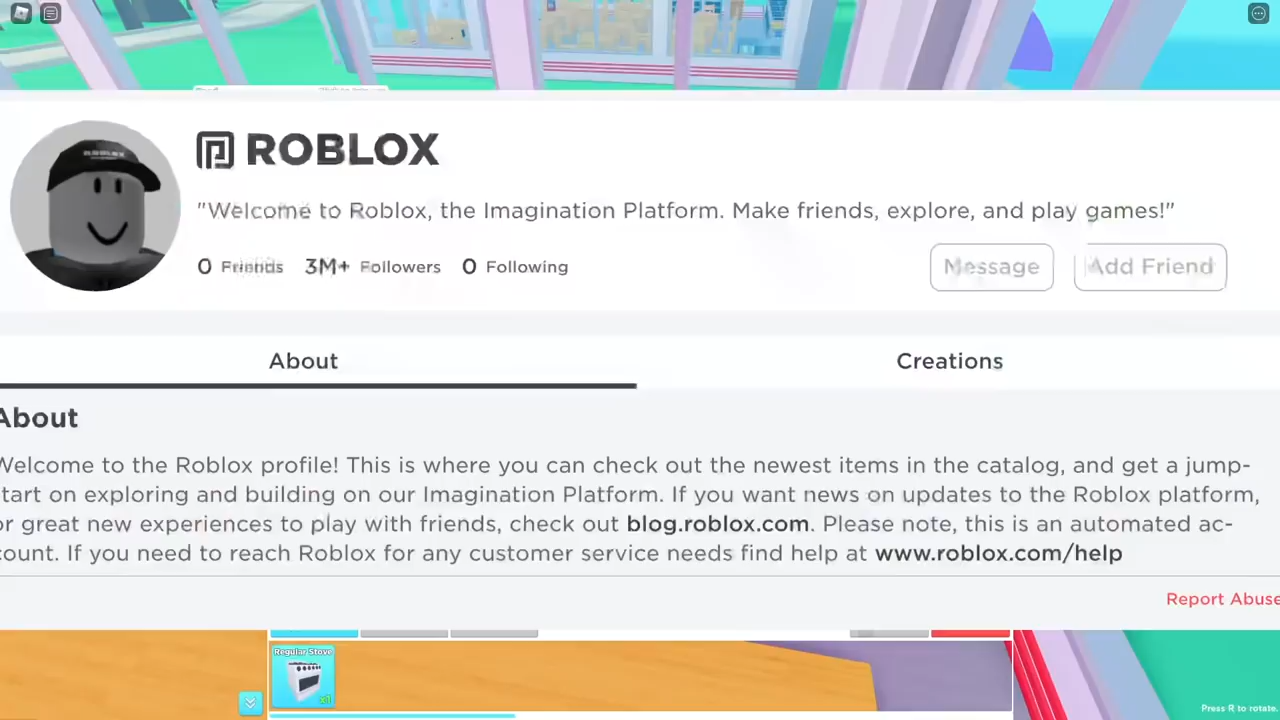 ROBLOX
ROBLOX
"Welcome to Roblox, the Imagination Platform. Make friends, explore, and play games!"
0 Friends 3M+ Followers 0 Following
Message
Add Friend
About
Creations
About
Welcome to the Roblox profile! This is where you can check out the newest items in the catalog, and get a jump-
tart on exploring and building on our Imagination Platform. If you want news on updates to the Roblox platform,
or great new experiences to play with friends, check out blog.roblox.com. Please note, this is an automated ac-
count. If you need to reach Roblox for any customer service needs find help at www.roblox.com/help
Report Abuse
Regular Stove
x1
Press R to rotate.